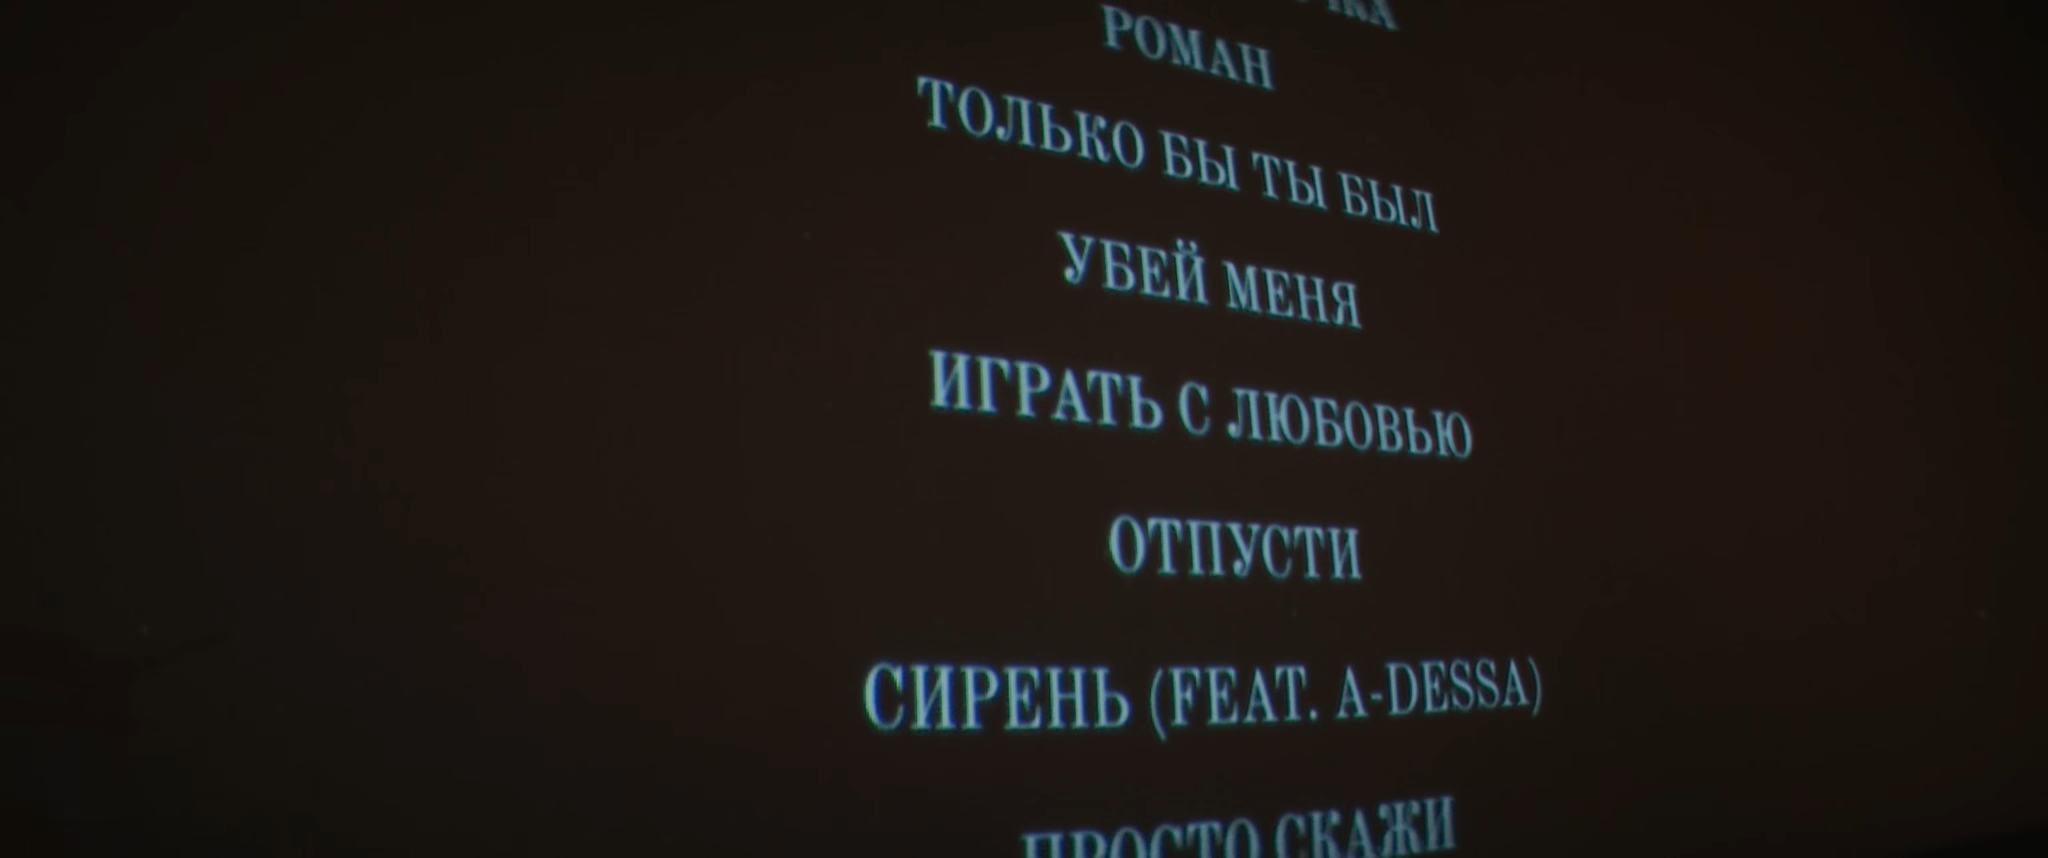 РОМАН
ТОЛЬКО БЫ ТЫ БЫЛ
УБЕЙ МЕНЯ
ИГРАТЬ С ЛЮБОВЬЮ
ОТПУСТИ
СИРЕНЬ (FEAT. A-DESSA)
ПРОСТО СКАЖИ